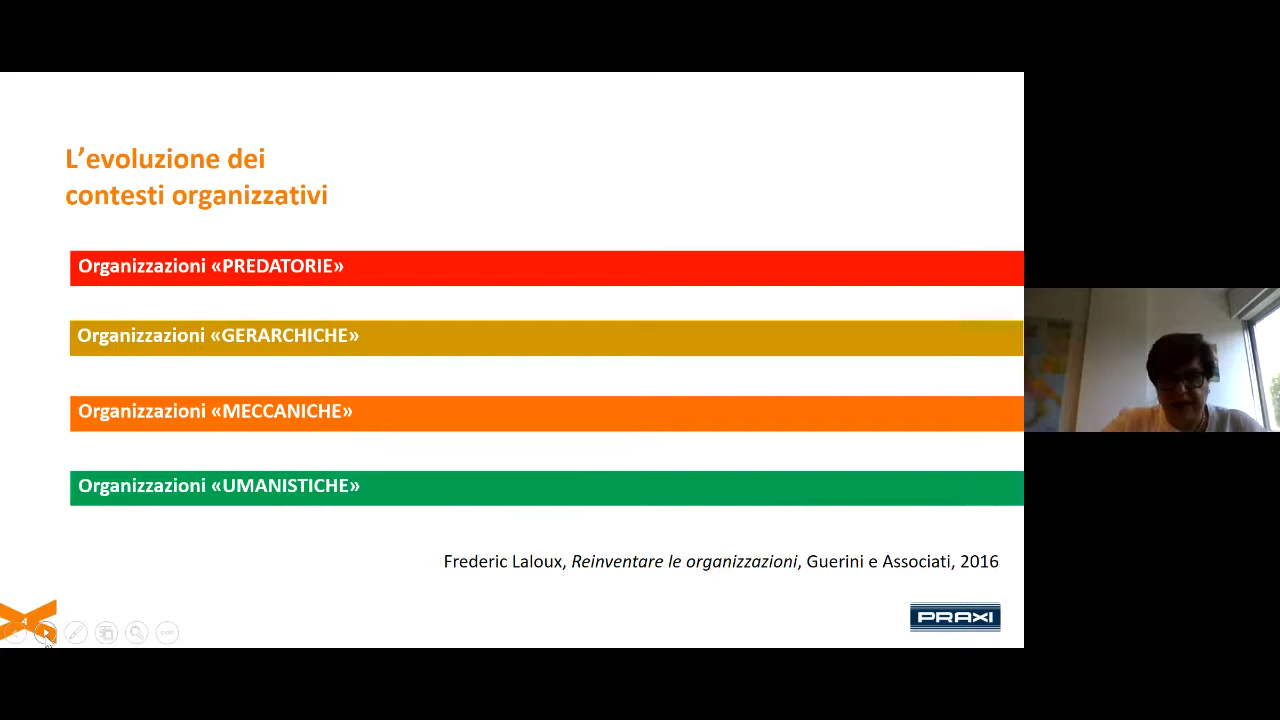 L'evoluzione dei
contesti organizzativi
Organizzazioni «PREDATORIE»
Organizzazioni «GERARCHICHE»
Organizzazioni «MECCANICHE»
Organizzazioni «UMANISTICHE»
Frederic Laloux, Reinventare le organizzazioni, Guerini e Associati, 2016
4
PRAXI